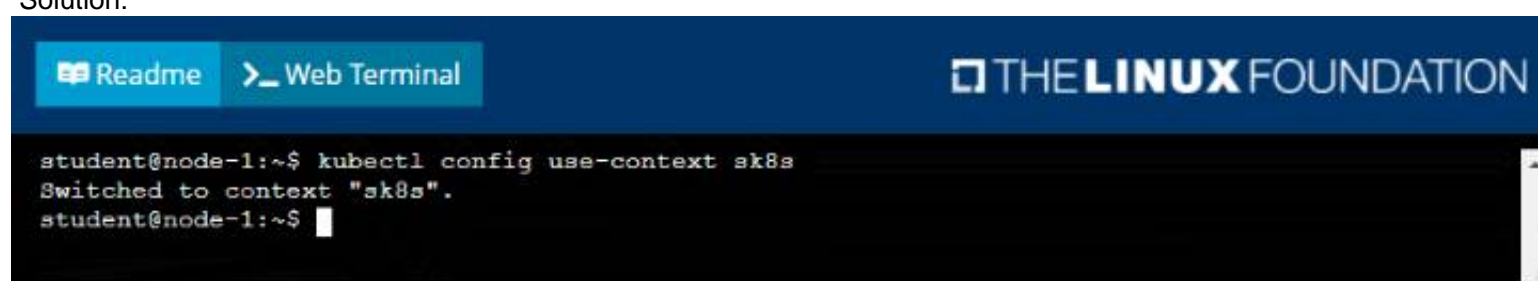 Solution:
Readme >_ Web Terminal THE LINUX FOUNDATION
student@node-1:~$ kubectl config use-context sk8s
Switched to context "sk8s".
student@node-1:~$